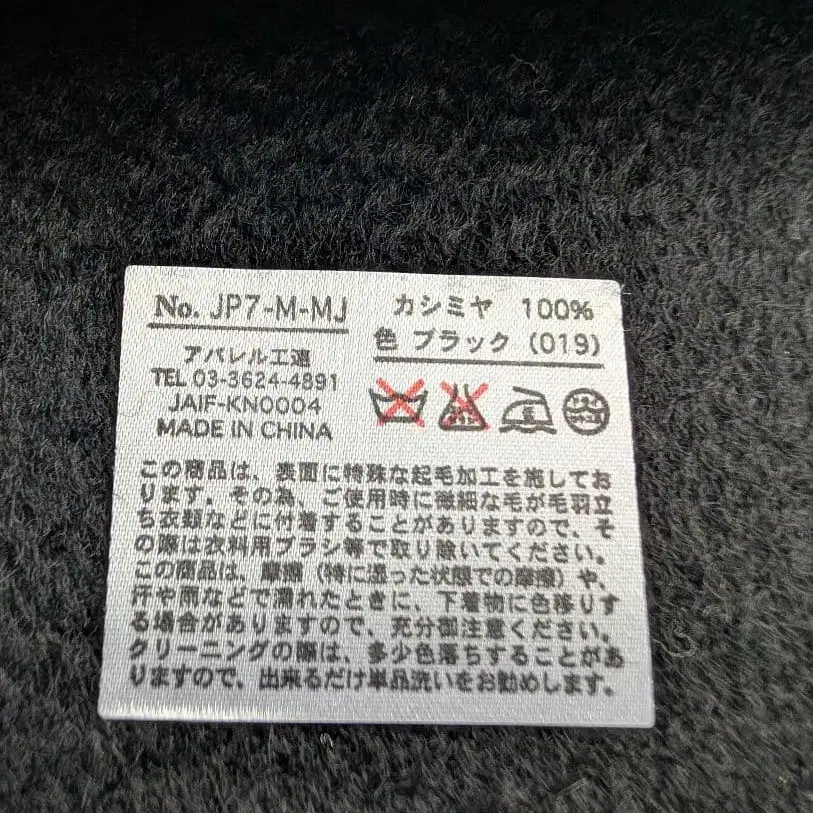 No. JP7-M-MJ
カシミヤ 100%
色 ブラック (019)
アパレル工連
TEL 03-3624-4891
JAIF-KN0004
MADE IN CHINA
この商品は、表面に特殊な起毛加工を施してお
ります。その為、ご使用時に微細な毛が毛羽立
ち衣類などに付着することがありますので、そ
の際は衣料用ブラシ等で取り除いてください。
この商品は、摩擦(特に湿った状態での摩擦)や、
汗や雨などで濡れたときに、下着物に色移りす
る場合がありますので、充分御注意ください。
クリーニングの際は、多少色落ちすることがあ
りますので、出来るだけ単品洗いをお勧めします。